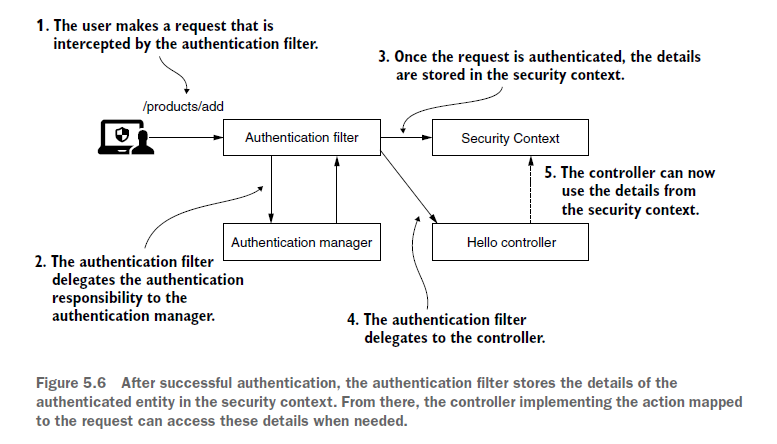 1. The user makes a request that is
intercepted by the authentication filter.
3. Once the request is authenticated, the details
are stored in the security context.
/products/add
Authentication filter
Security Context
5. The controller can now
use the details from
the security context.
Authentication manager
Hello controller
2. The authentication filter
delegates the authentication
responsibility to the
authentication manager.
4. The authentication filter
delegates to the controller.
Figure 5.6 After successful authentication, the authentication filter stores the details of the
authenticated entity in the security context. From there, the controller implementing the action mapped
to the request can access these details when needed.